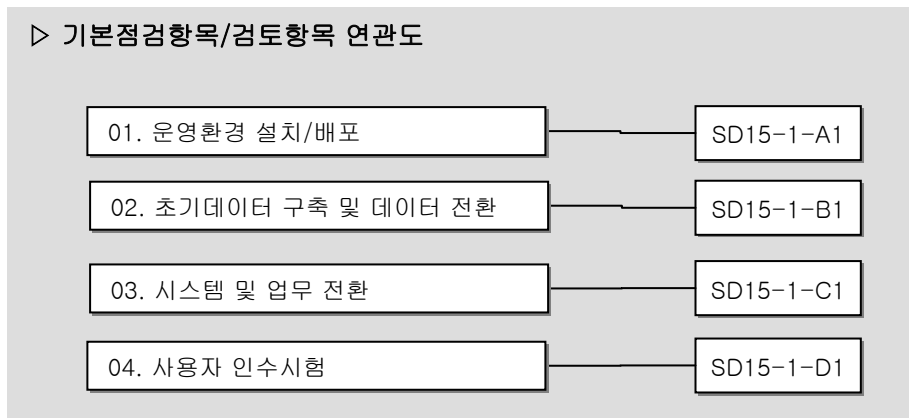 ▷ 기본점검항목/검토항목 연관도
01. 운영환경 설치/배포 SD15-1-A1
02. 초기데이터 구축 및 데이터 전환 SD15-1-B1
03. 시스템 및 업무 전환 SD15-1-C1
04. 사용자 인수시험 SD15-1-D1